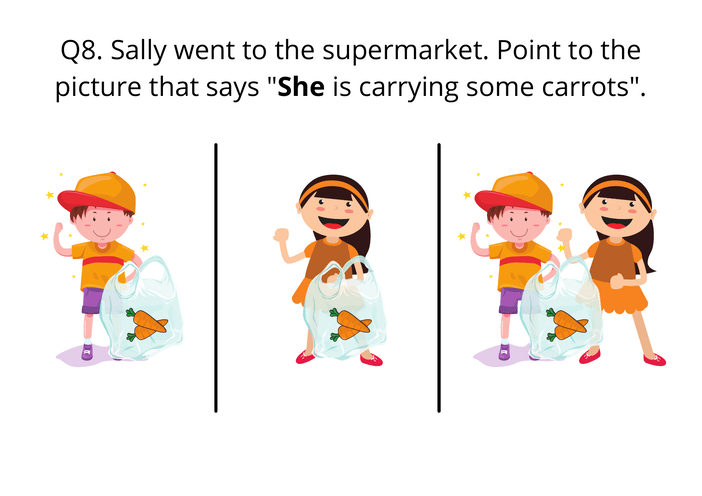 Q8. Sally went to the supermarket. Point to the
picture that says "She is carrying some carrots".